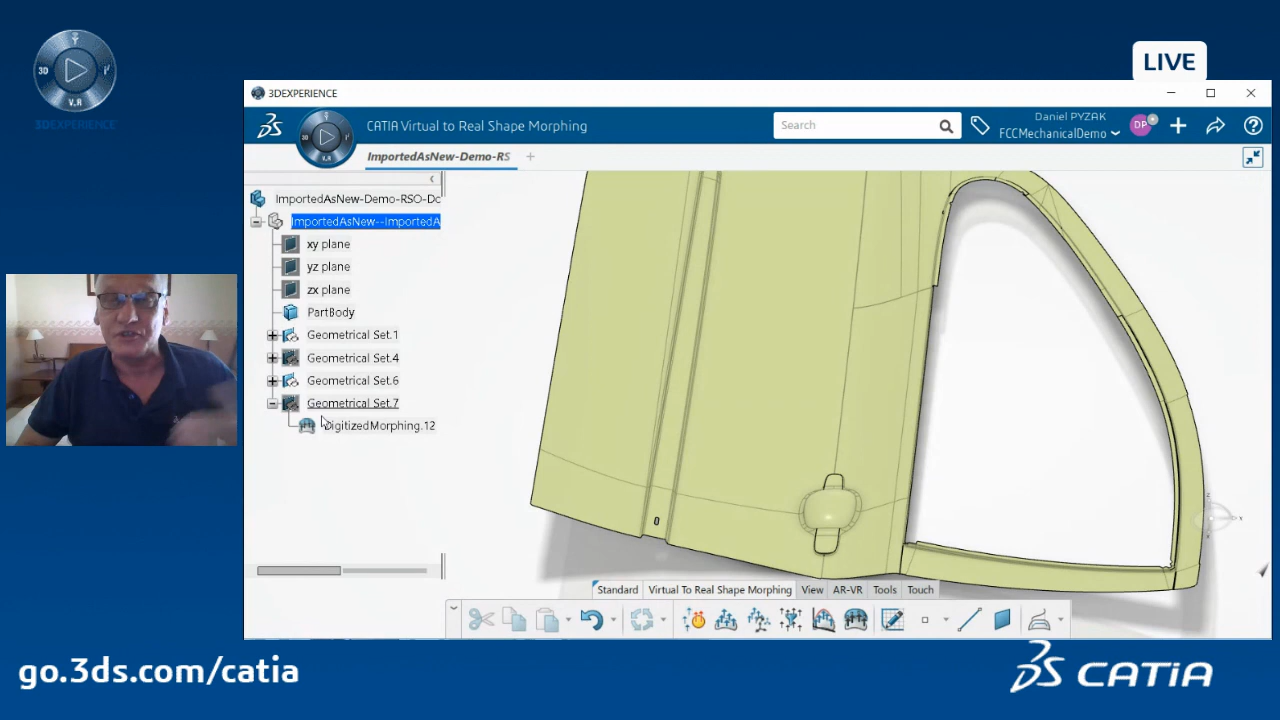 3D
V.R
3DEXPERIENCE
LIVE
3DEXPERIENCE
3D
V.R
CATIA Virtual to Real Shape Morphing
Search
Daniel PYZAK
FCCMechanicalDemo
DP
ImportedAsNew-Demo-RS
ImportedAsNew-Demo-RSO-Dc
ImportedAsNew--ImportedA
xy plane
yz plane
zx plane
PartBody
Geometrical Set.1
Geometrical Set.4
Geometrical Set.6
Geometrical Set.7
DigitizedMorphing.12
Standard
Virtual To Real Shape Morphing
View
AR-VR
Tools
Touch
go.3ds.com/catia
CATIA